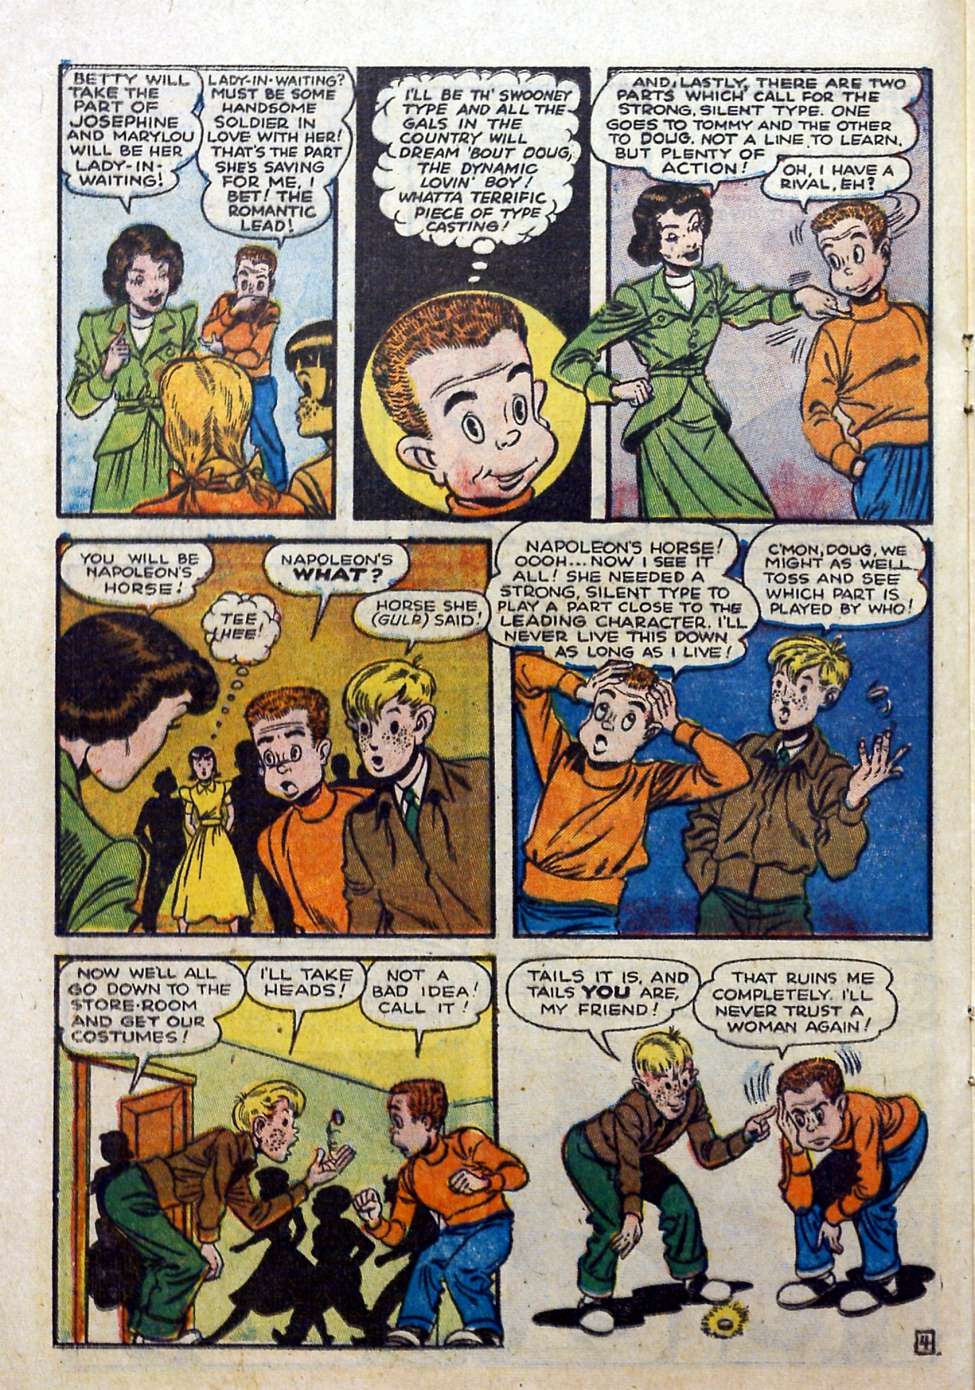 BETTY WILL
TAKE THE
PART OF
JOSEPHINE
AND MARYLOU
WILL BE HER
LADY-IN-
WAITING!
LADY-IN-WAITING?
MUST BE SOME
HANDSOME
SOLDIER IN
LOVE WITH HER!
THAT'S THE PART
SHE'S SAVING
FOR ME, I
BET! THE
ROMANTIC
LEAD!
I'LL BE TH' SWOONEY
TYPE AND ALL THE
GALS IN THE
COUNTRY WILL
DREAM 'BOUT DOUG,
THE DYNAMIC
LOVIN' BOY!
WHATTA TERRIFIC
PIECE OF TYPE
CASTING!
AND, LASTLY, THERE ARE TWO
PARTS WHICH CALL FOR THE
STRONG, SILENT TYPE. ONE
GOES TO TOMMY AND THE OTHER
TO DOUG. NOT A LINE TO LEARN,
BUT PLENTY OF
ACTION!
OH, I HAVE A
RIVAL, EH?
YOU WILL BE
NAPOLEON'S
HORSE!
TEE
HEE!
NAPOLEON'S
WHAT?
HORSE SHE,
(GULP) SAID!
NAPOLEON'S HORSE!
OOOH... NOW I SEE IT
ALL! SHE NEEDED A
STRONG, SILENT TYPE TO
PLAY A PART CLOSE TO THE
LEADING CHARACTER. I'LL
NEVER LIVE THIS DOWN
AS LONG AS I LIVE!
C'MON, DOUG, WE
MIGHT AS WELL
TOSS AND SEE
WHICH PART IS
PLAYED BY WHO!
NOW WE'LL ALL
GO DOWN TO THE
STORE-ROOM
AND GET OUR
COSTUMES!
I'LL TAKE
HEADS!
NOT A
BAD IDEA!
CALL IT!
TAILS IT IS, AND
TAILS YOU ARE,
MY FRIEND!
THAT RUINS ME
COMPLETELY. I'LL
NEVER TRUST A
WOMAN AGAIN!
4